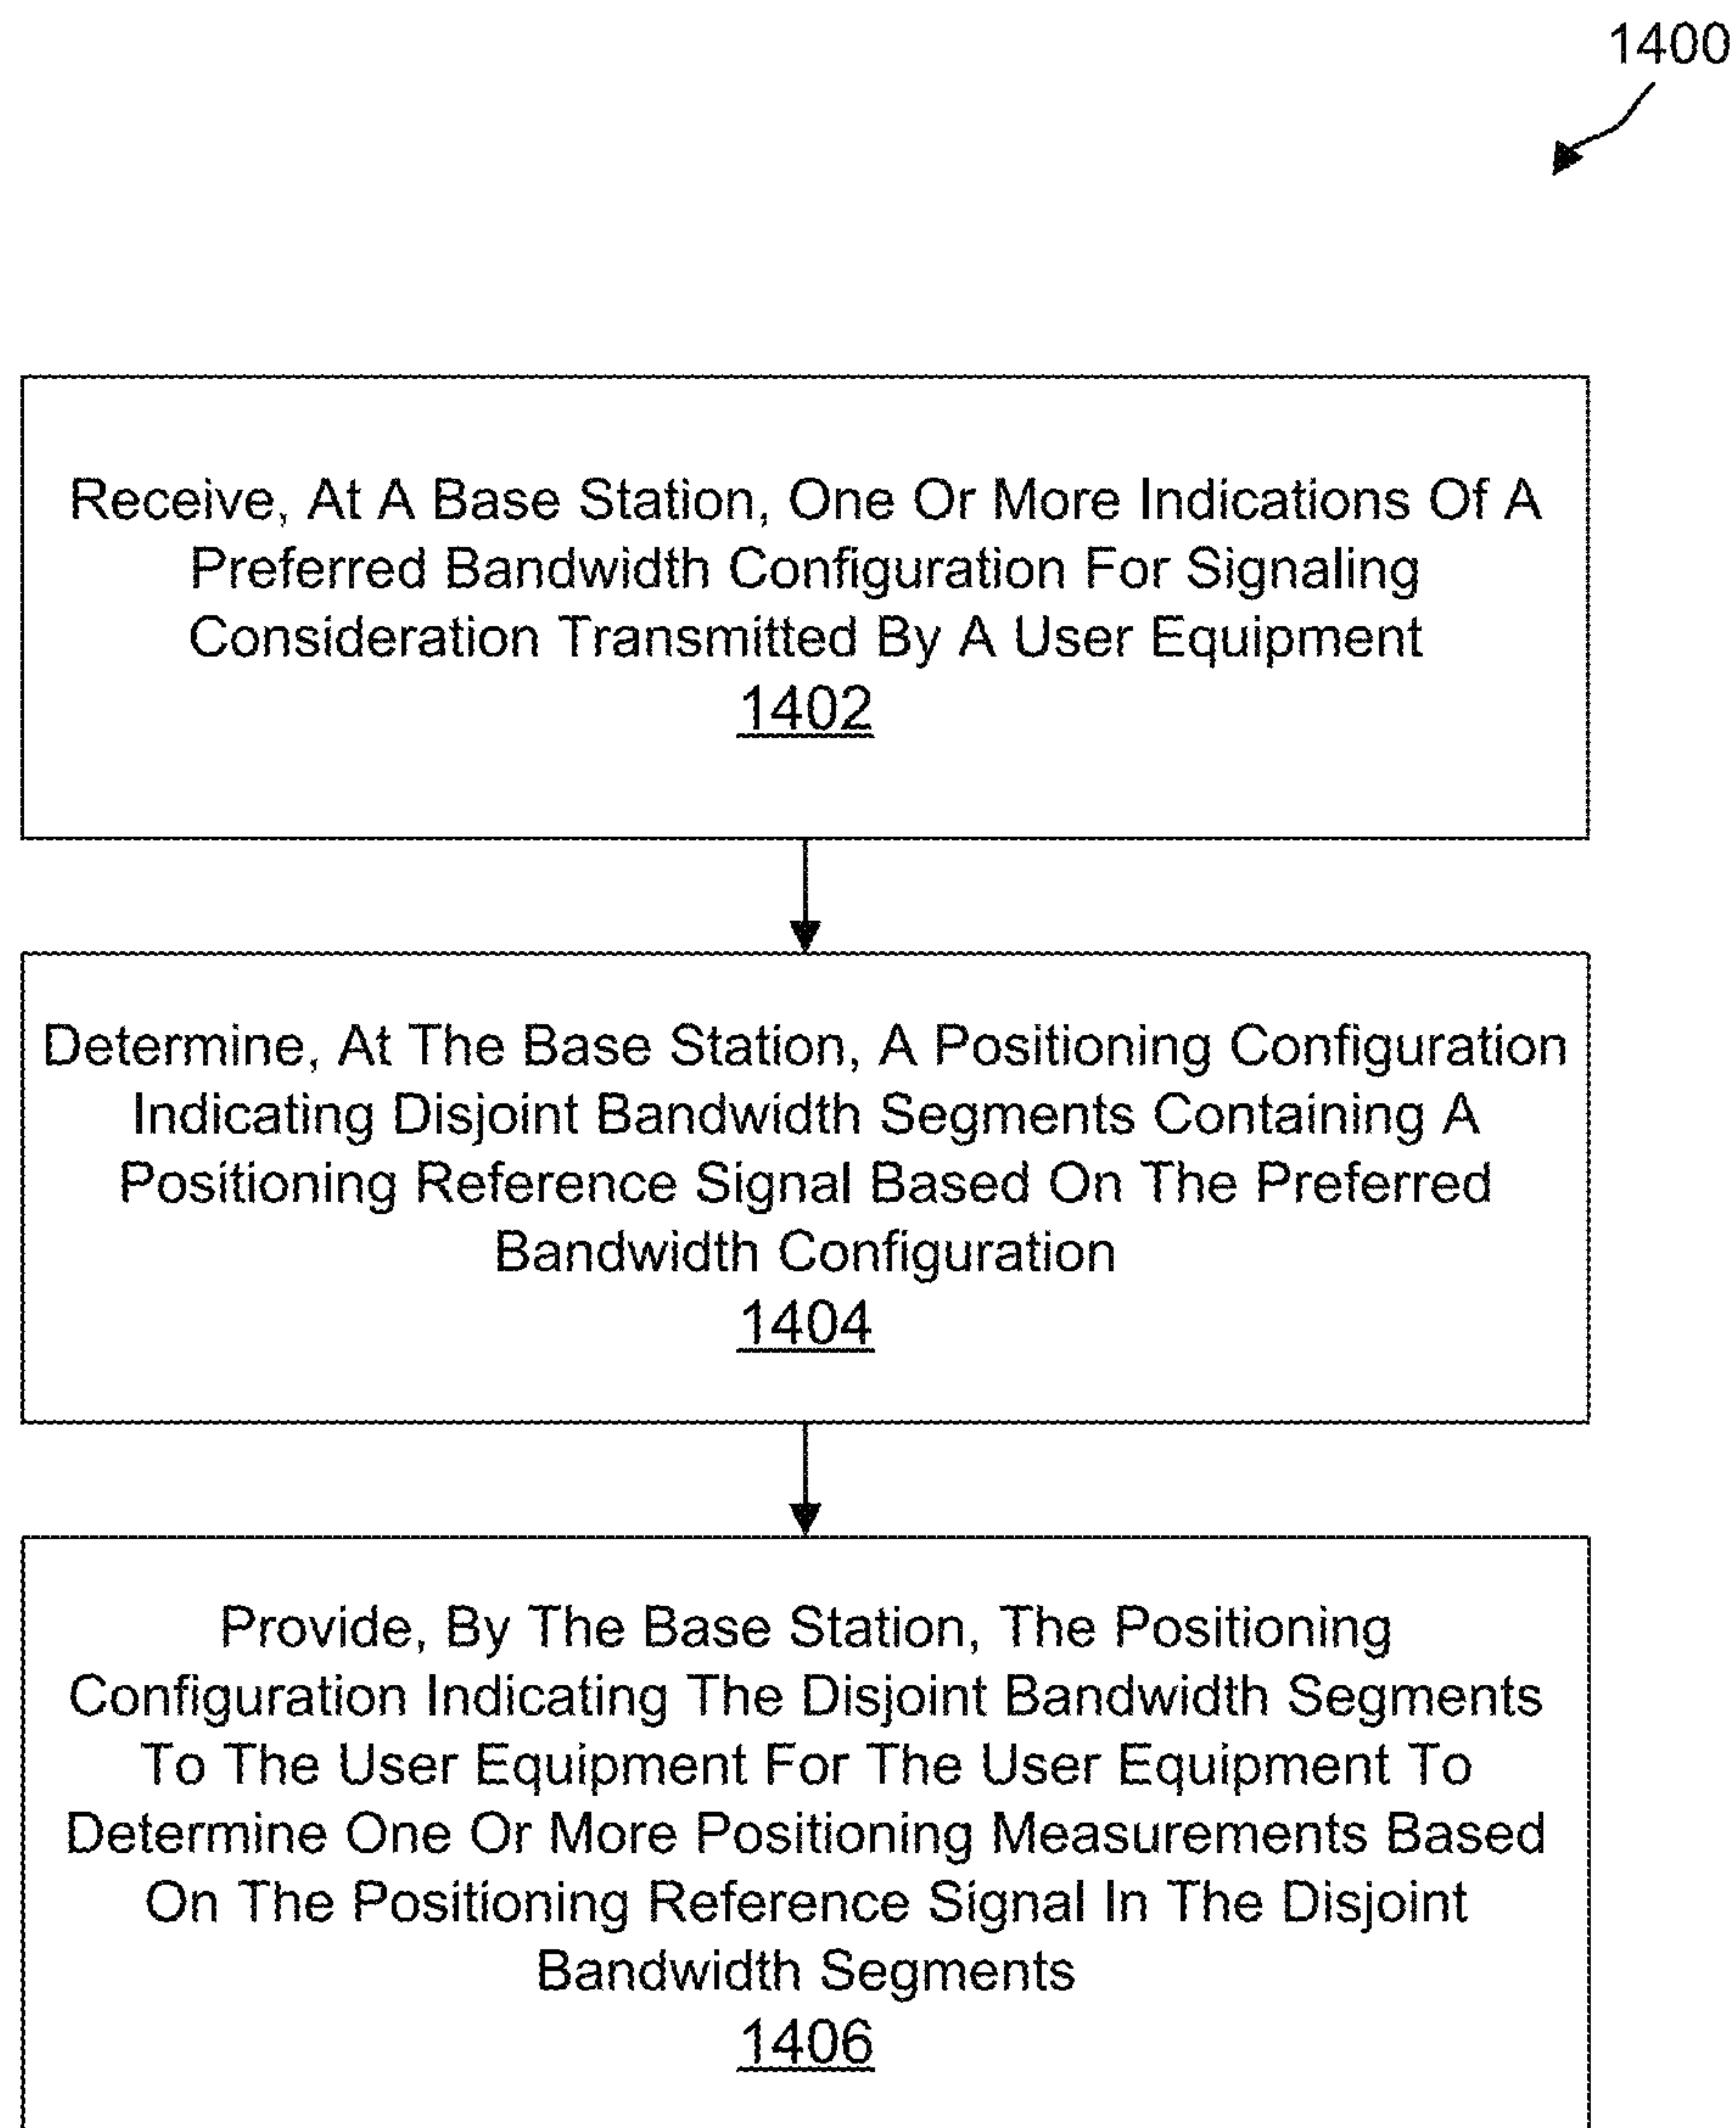 1400
Receive, At A Base Station, One Or More Indications Of A
Preferred Bandwidth Configuration For Signaling
Consideration Transmitted By A User Equipment
1402
Determine, At The Base Station, A Positioning Configuration
Indicating Disjoint Bandwidth Segments Containing A
Positioning Reference Signal Based On The Preferred
Bandwidth Configuration
1404
Provide, By The Base Station, The Positioning
Configuration Indicating The Disjoint Bandwidth Segments
To The User Equipment For The User Equipment To
Determine One Or More Positioning Measurements Based
On The Positioning Reference Signal In The Disjoint
Bandwidth Segments
1406